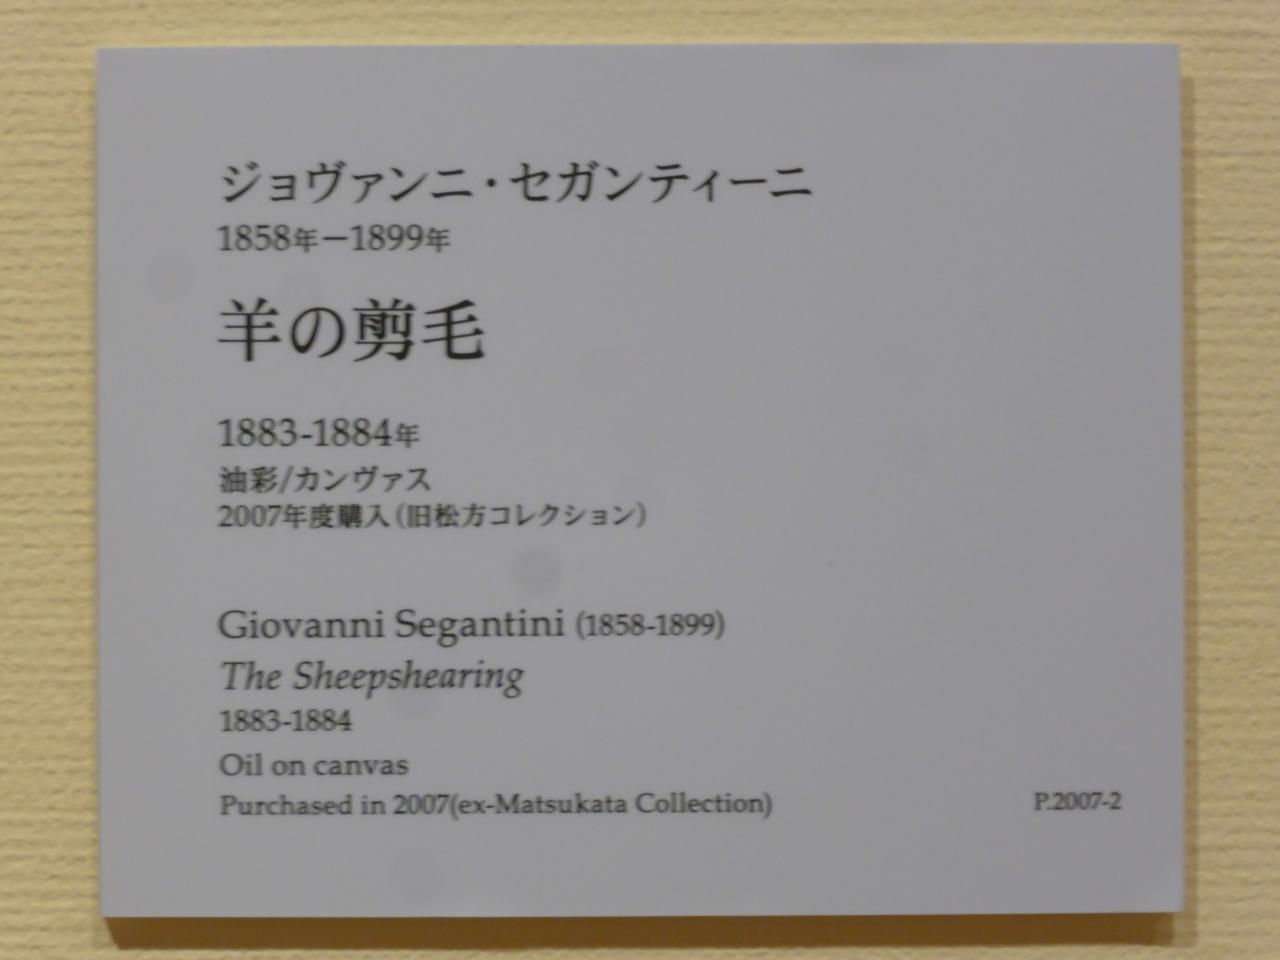 ジョヴァンニ・セガンティーニ
1858年－1899年
羊の剪毛
1883-1884年
油彩/カンヴァス
2007年度購入（旧松方コレクション）
Giovanni Segantini (1858-1899)
The Sheepshearing
1883-1884
Oil on canvas
Purchased in 2007(ex-Matsukata Collection)
P.2007-2